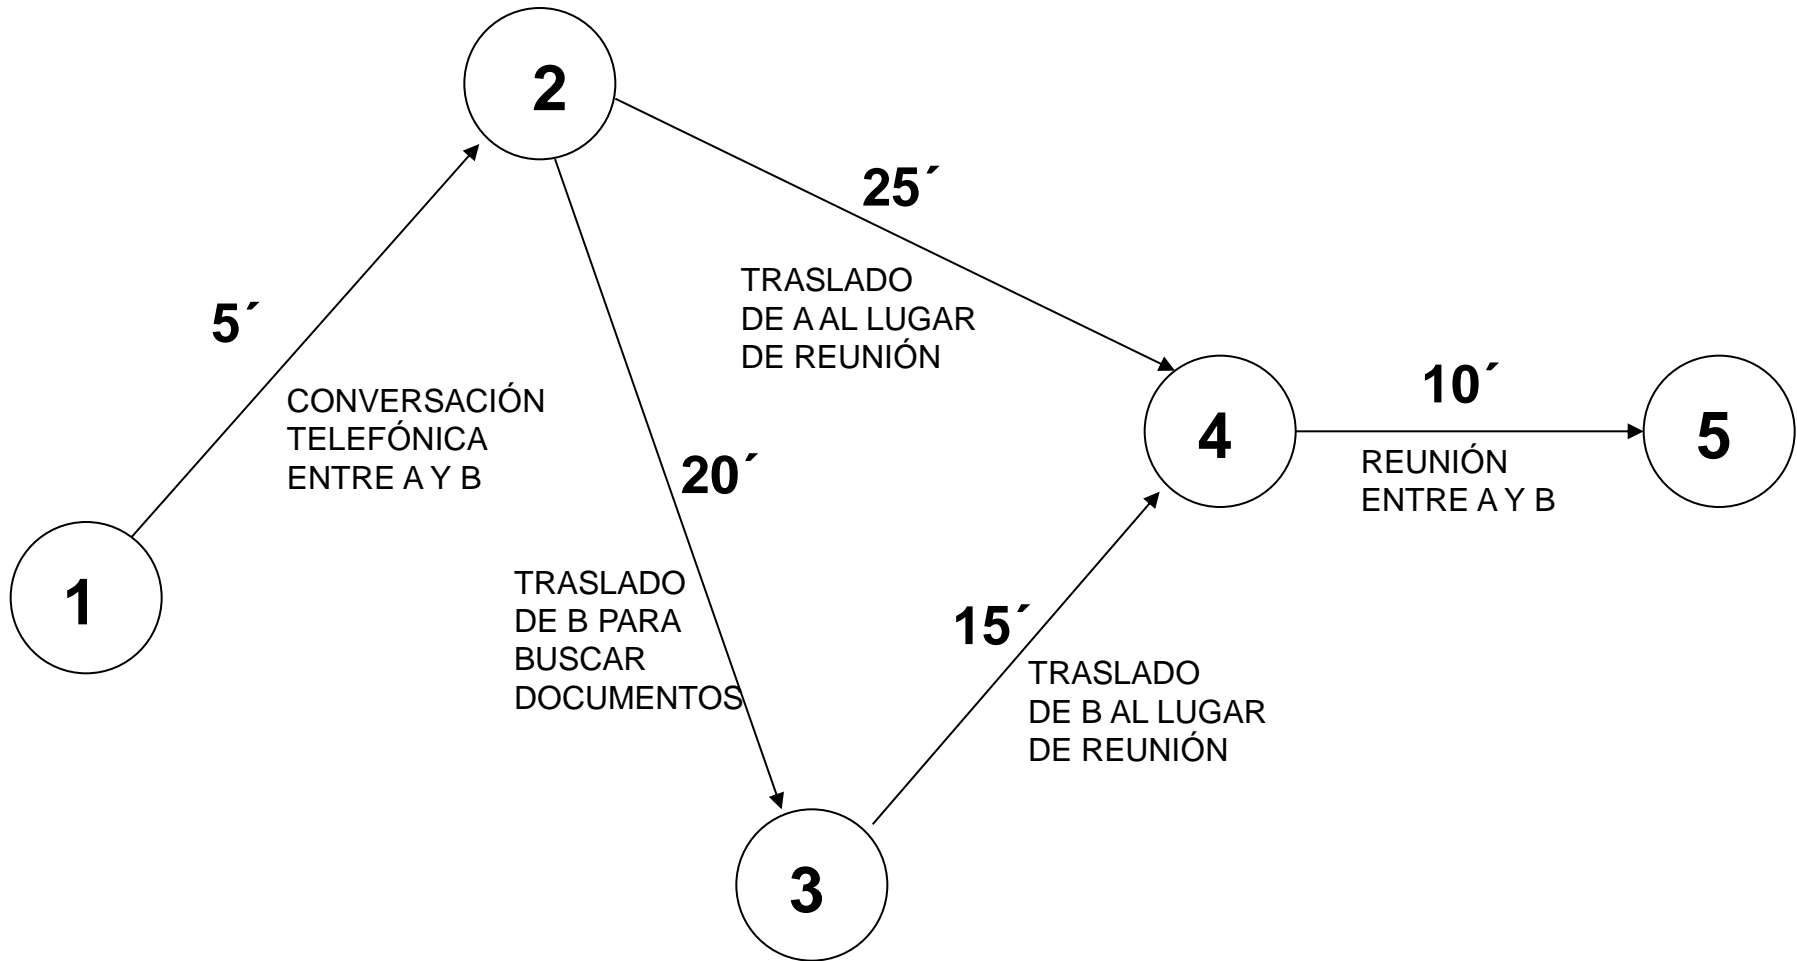 2
25´
TRASLADO
DE A AL LUGAR
DE REUNIÓN
5´
CONVERSACIÓN
TELEFÓNICA
ENTRE A Y B
1
20´
TRASLADO
DE B PARA
BUSCAR
DOCUMENTOS
3
15´
TRASLADO
DE B AL LUGAR
DE REUNIÓN
4
10´
REUNIÓN
ENTRE A Y B
5